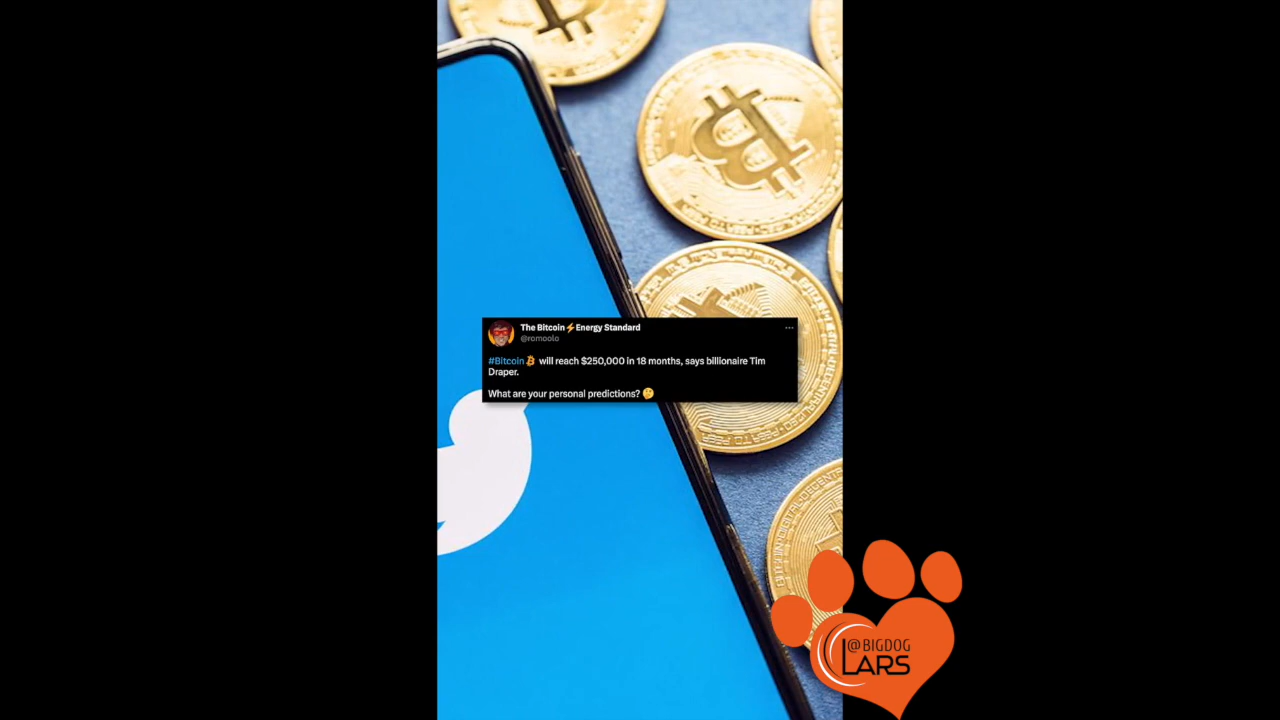 The Bitcoin⚡Energy Standard
@romoolo
#Bitcoin will reach $250,000 in 18 months, says billionaire Tim
Draper.
What are your personal predictions? 🤔
@BIGDOG
LARS